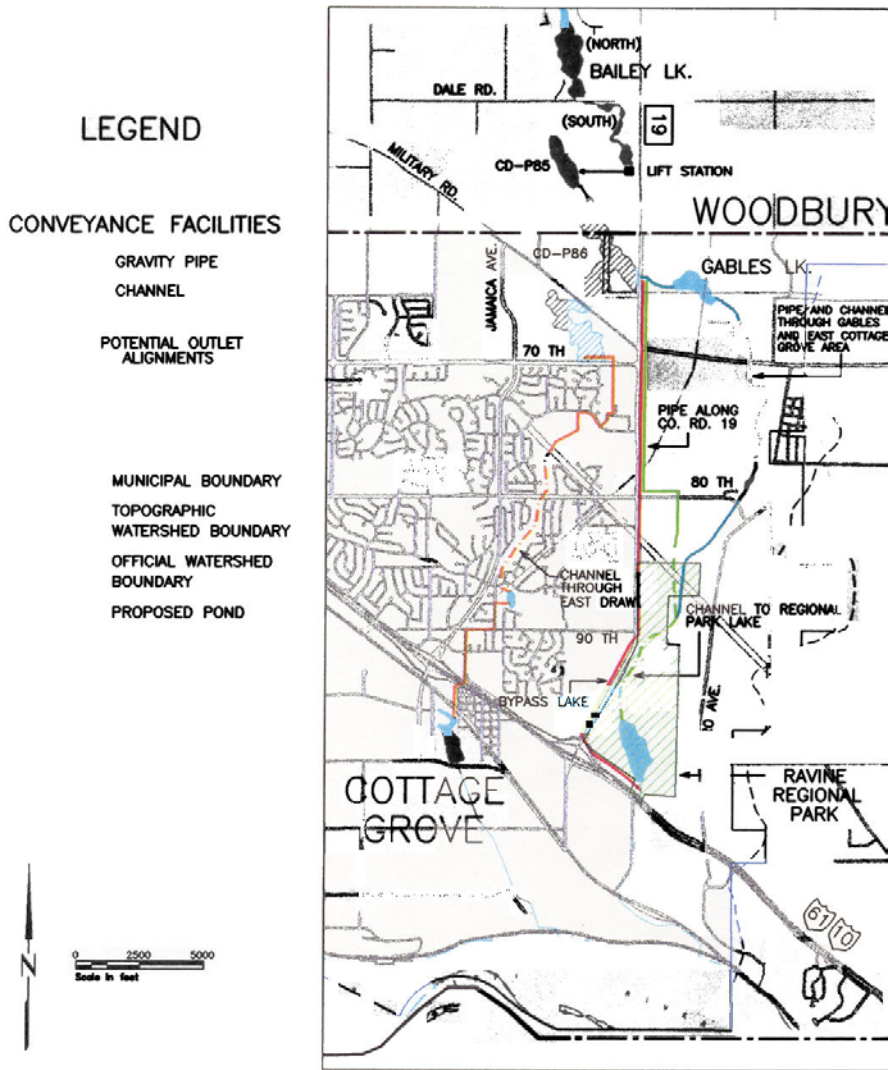 LEGEND
CONVEYANCE FACILITIES
GRAVITY PIPE
CHANNEL
POTENTIAL OUTLET
ALIGNMENTS
MUNICIPAL BOUNDARY
TOPOGRAPHIC
WATERSHED BOUNDARY
OFFICIAL WATERSHED
BOUNDARY
PROPOSED POND
N
0 2500 5000
Scale in feet
(NORTH)
BAILEY LK.
DALE RD.
(SOUTH)
19
CD-P85
LIFT STATION
MILITARY RD.
WOODBURY
CD-P86
GABLES LK.
JAMAICA AVE.
PIPE AND CHANNEL
THROUGH GABLES
AND EAST COTTAGE
GROVE AREA
70 TH
PIPE ALONG
CO. RD. 19
80 TH
CHANNEL
THROUGH
EAST DRAW
CHANNEL TO REGIONAL
PARK LAKE
90 TH
BYPASS LAKE
AVE.
COTTAGE
GROVE
RAVINE
REGIONAL
PARK
61
10